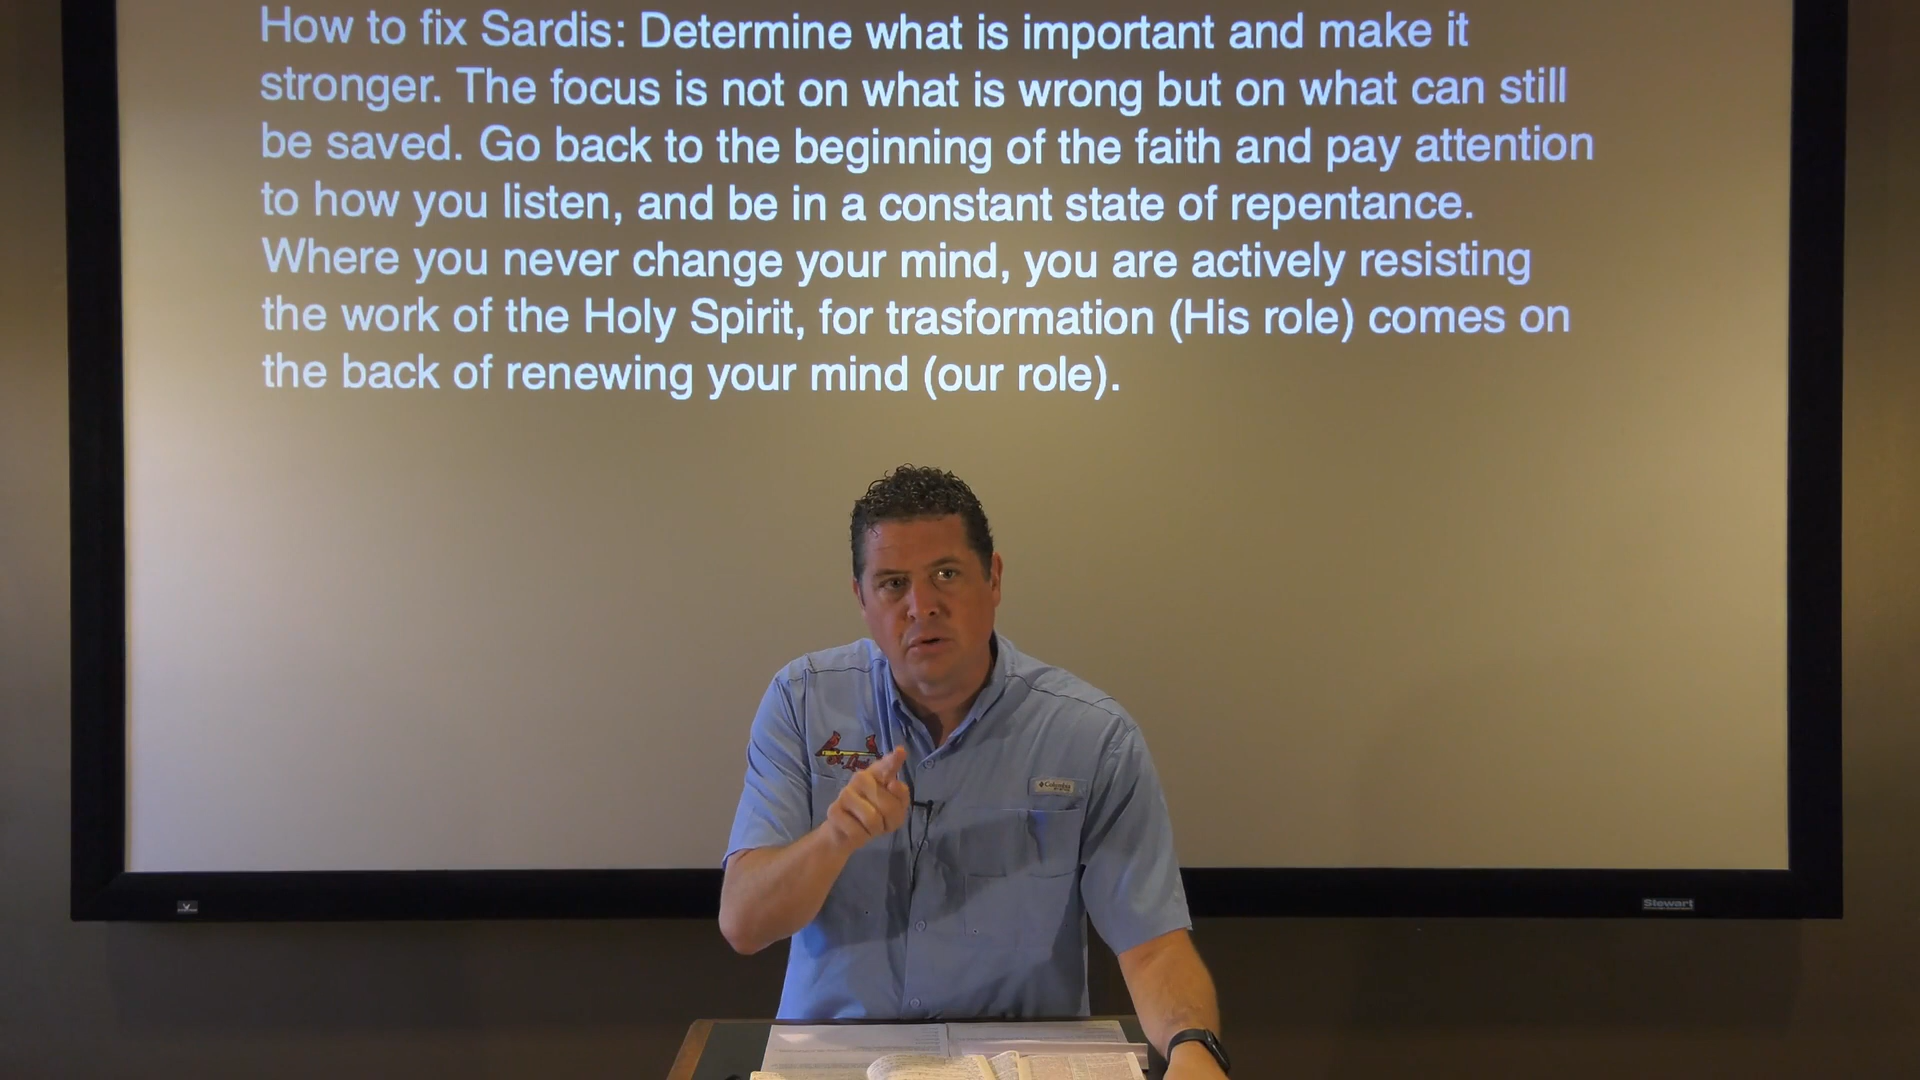 How to fix Sardis: Determine what is important and make it
stronger. The focus is not on what is wrong but on what can still
be saved. Go back to the beginning of the faith and pay attention
to how you listen, and be in a constant state of repentance.
Where you never change your mind, you are actively resisting
the work of the Holy Spirit, for trasformation (His role) comes on
the back of renewing your mind (our role).
Columbia
Stewart